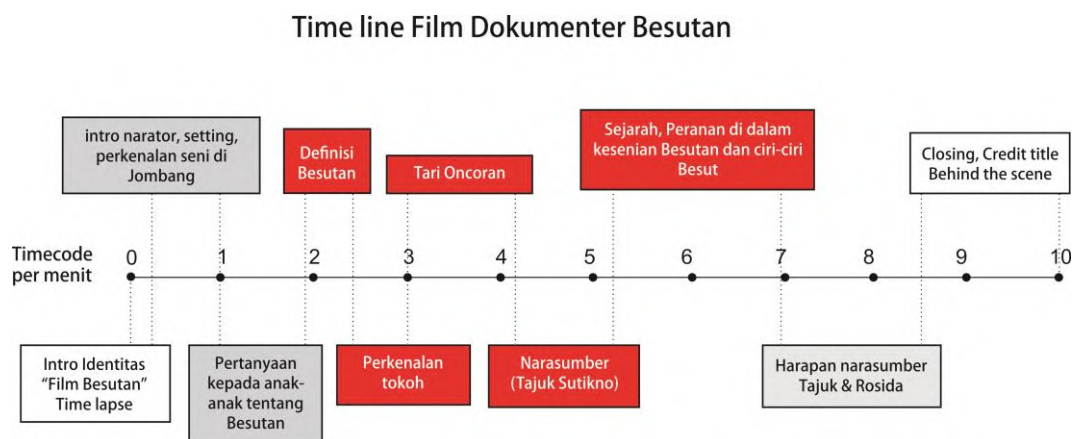 Time line Film Dokumenter Besutan
intro narator, setting,
perkenalan seni di
Jombang
Definisi
Besutan
Tari Oncoran
Sejarah, Peranan di dalam
kesenian Besutan dan ciri-ciri
Besut
Closing, Credit title
Behind the scene
Timecode
per menit
0 1 2 3 4 5 6 7 8 9 10
Intro Identitas
“Film Besutan”
Time lapse
Pertanyaan
kepada anak-
anak tentang
Besutan
Perkenalan
tokoh
Narasumber
(Tajuk Sutikno)
Harapan narasumber
Tajuk & Rosida